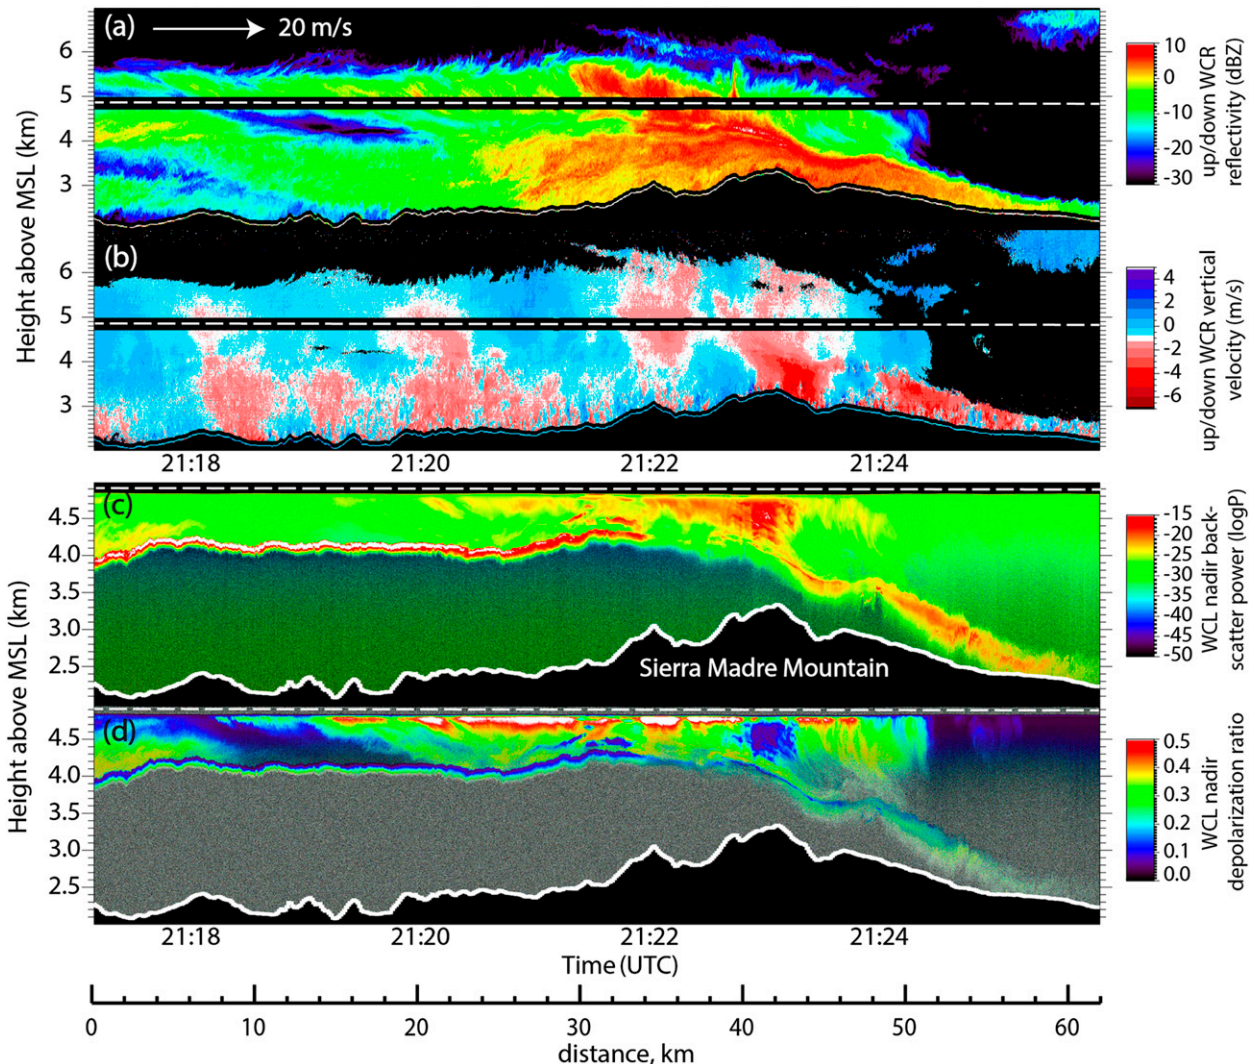 (a) 20 m/s
6
5
4
3
Height above MSL (km)
10
0
-10
-20
-30
up/down WCR
reflectivity (dBZ)
(b)
6
5
4
3
4
2
0
-2
-4
-6
up/down WCR vertical
velocity (m/s)
21:18 21:20 21:22 21:24
(c)
4.5
4.0
3.5
3.0
2.5
Height above MSL (km)
Sierra Madre Mountain
-15
-20
-25
-30
-35
-40
-45
-50
WCL nadir back-
scatter power (logP)
(d)
4.5
4.0
3.5
3.0
2.5
0.5
0.4
0.3
0.2
0.1
0.0
WCL nadir
depolarization ratio
21:18 21:20 21:22 21:24
Time (UTC)
0 10 20 30 40 50 60
distance, km